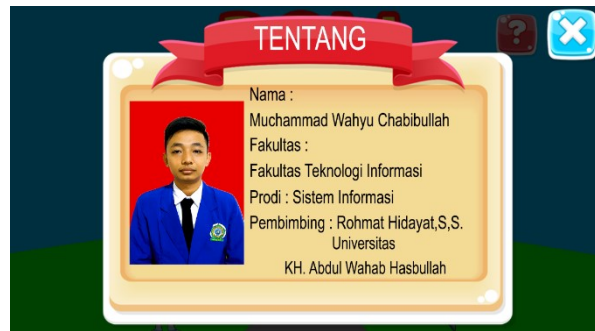 TENTANG
?
Nama :
Muchammad Wahyu Chabibullah
Fakultas :
Fakultas Teknologi Informasi
Prodi : Sistem Informasi
Pembimbing : Rohmat Hidayat,S,S.
Universitas
KH. Abdul Wahab Hasbullah